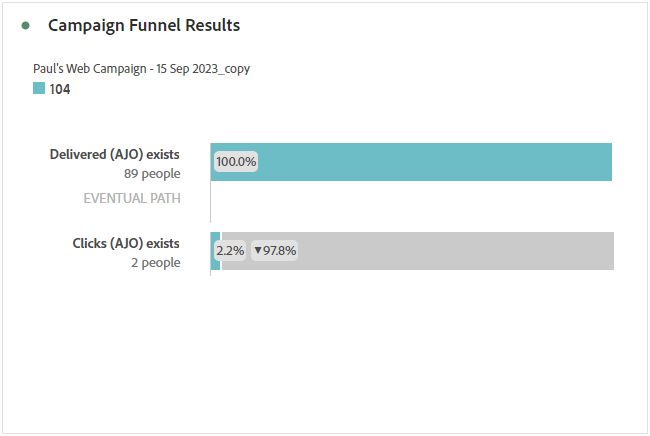 Campaign Funnel Results
Paul's Web Campaign - 15 Sep 2023_copy
104
Delivered (AJO) exists
89 people
100.0%
EVENTUAL PATH
Clicks (AJO) exists
2 people
2.2% ▼97.8%